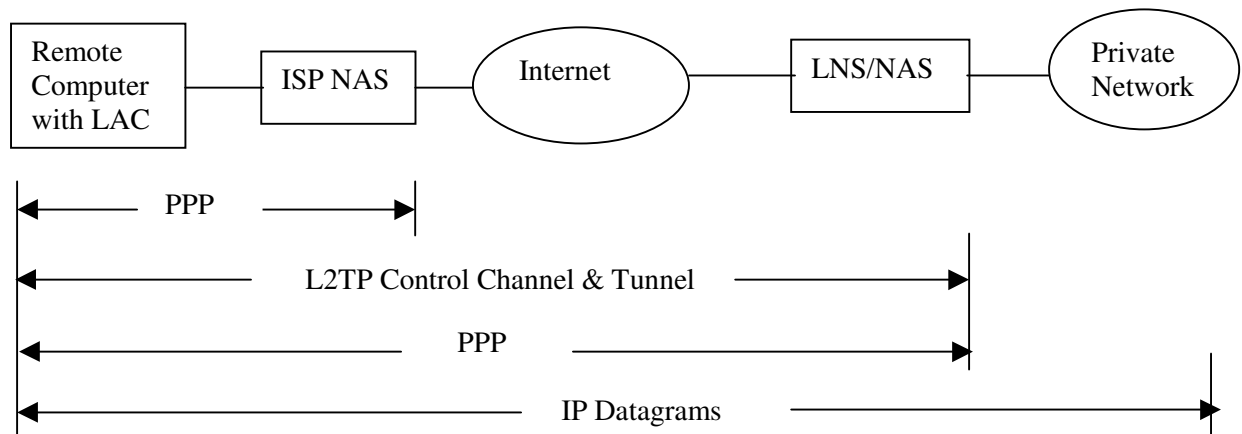 Remote
Computer
with LAC
ISP NAS
Internet
LNS/NAS
Private
Network
PPP
L2TP Control Channel & Tunnel
PPP
IP Datagrams